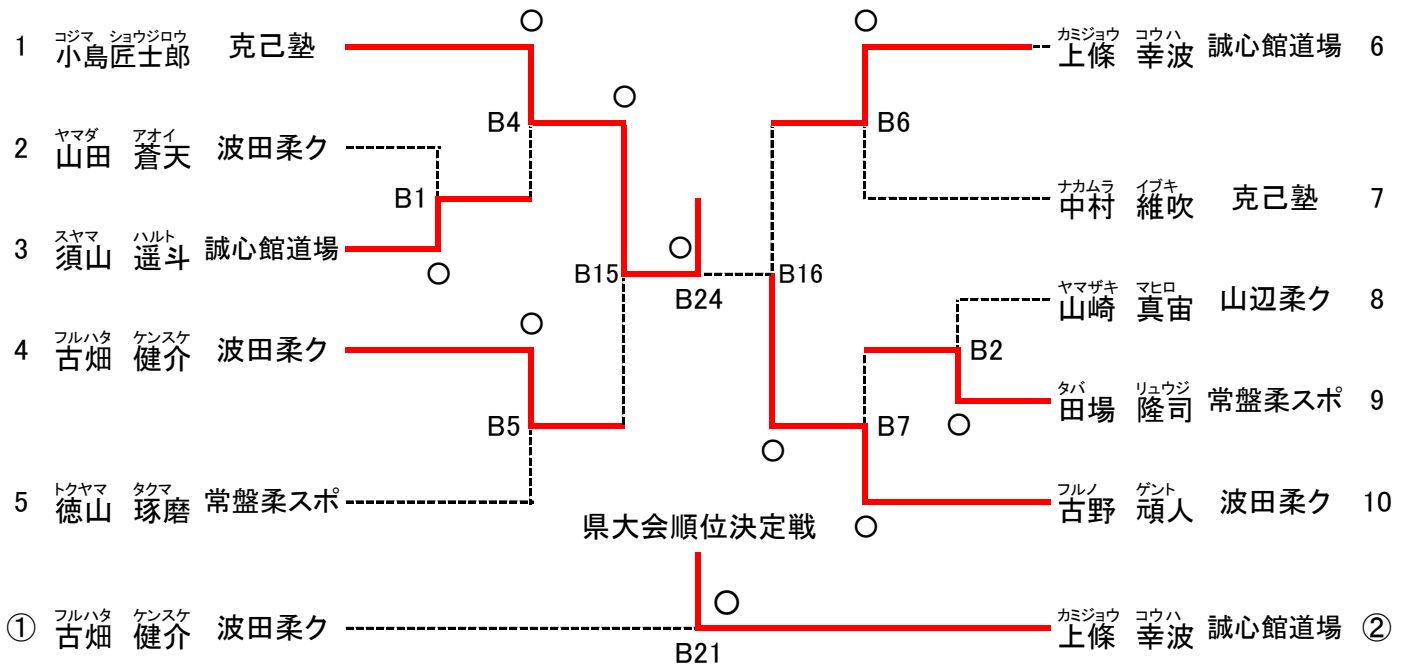 コジマ ショウジロウ
1 小島匠士郎 克己塾
ヤマダ アオイ
2 山田 蒼天 波田柔ク
スヤマ ハルト
3 須山 遥斗 誠心館道場
フルハタ ケンスケ
4 古畑 健介 波田柔ク
トクヤマ タクマ
5 徳山 琢磨 常盤柔スポ
B4
B1
B15
B5
B24
B6
B16
B2
B7
カミジョウ コウハ
上條 幸波 誠心館道場 6
ナカムラ イブキ
中村 維吹 克己塾 7
ヤマザキ マヒロ
山崎 真宙 山辺柔ク 8
タバ リュウジ
田場 隆司 常盤柔スポ 9
フルノ ゲント
古野 頑人 波田柔ク 10
県大会順位決定戦
フルハタ ケンスケ
① 古畑 健介 波田柔ク
B21
カミジョウ コウハ
上條 幸波 誠心館道場 ②